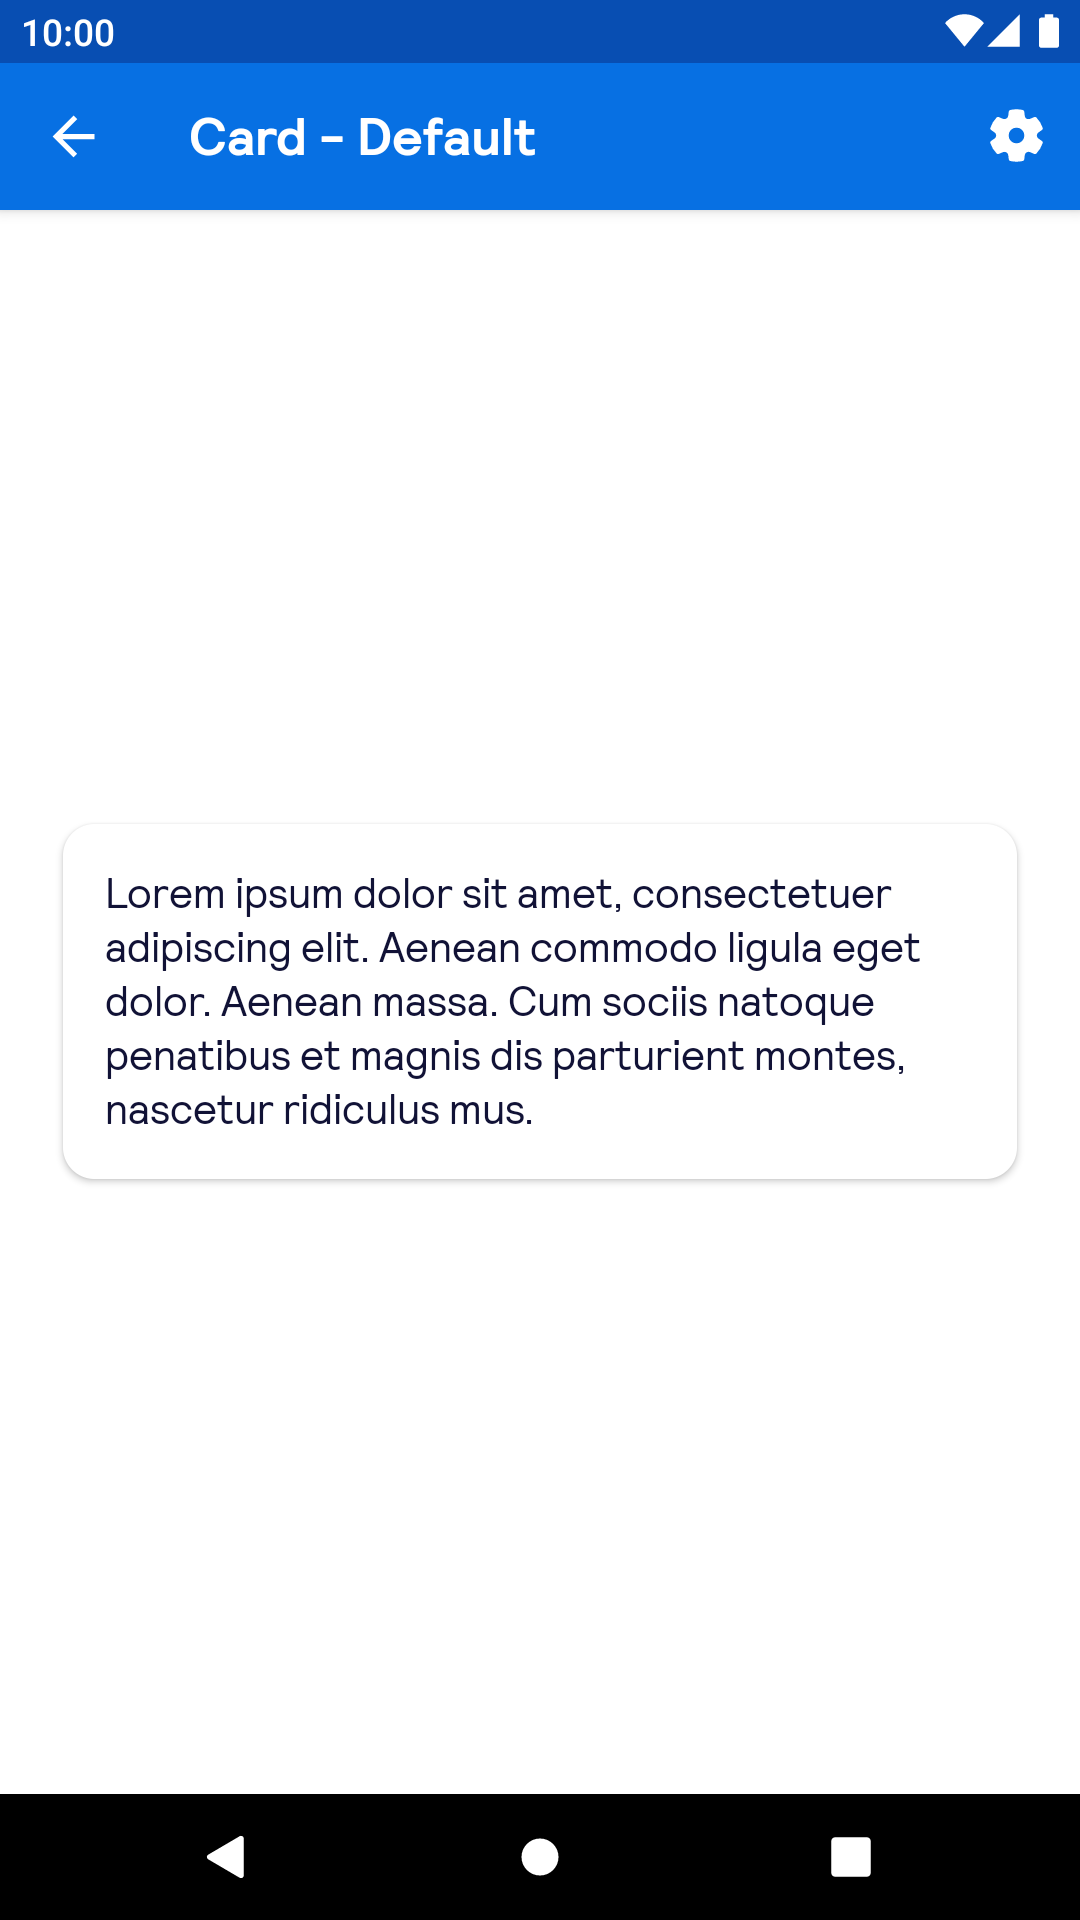 10:00
Card - Default
Lorem ipsum dolor sit amet, consectetuer
adipiscing elit. Aenean commodo ligula eget
dolor. Aenean massa. Cum sociis natoque
penatibus et magnis dis parturient montes,
nascetur ridiculus mus.